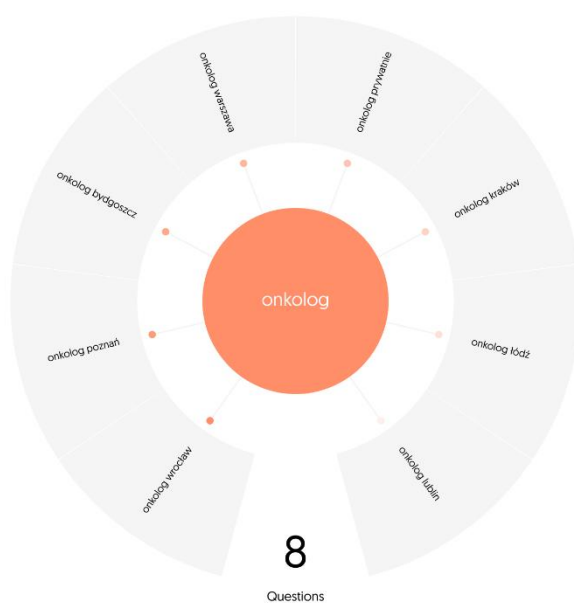 onkolog warszawa
onkolog prywatnie
onkolog bydgoszcz
onkolog kraków
onkolog
onkolog poznań
onkolog łódź
onkolog wrocław
onkolog lublin
8
Questions